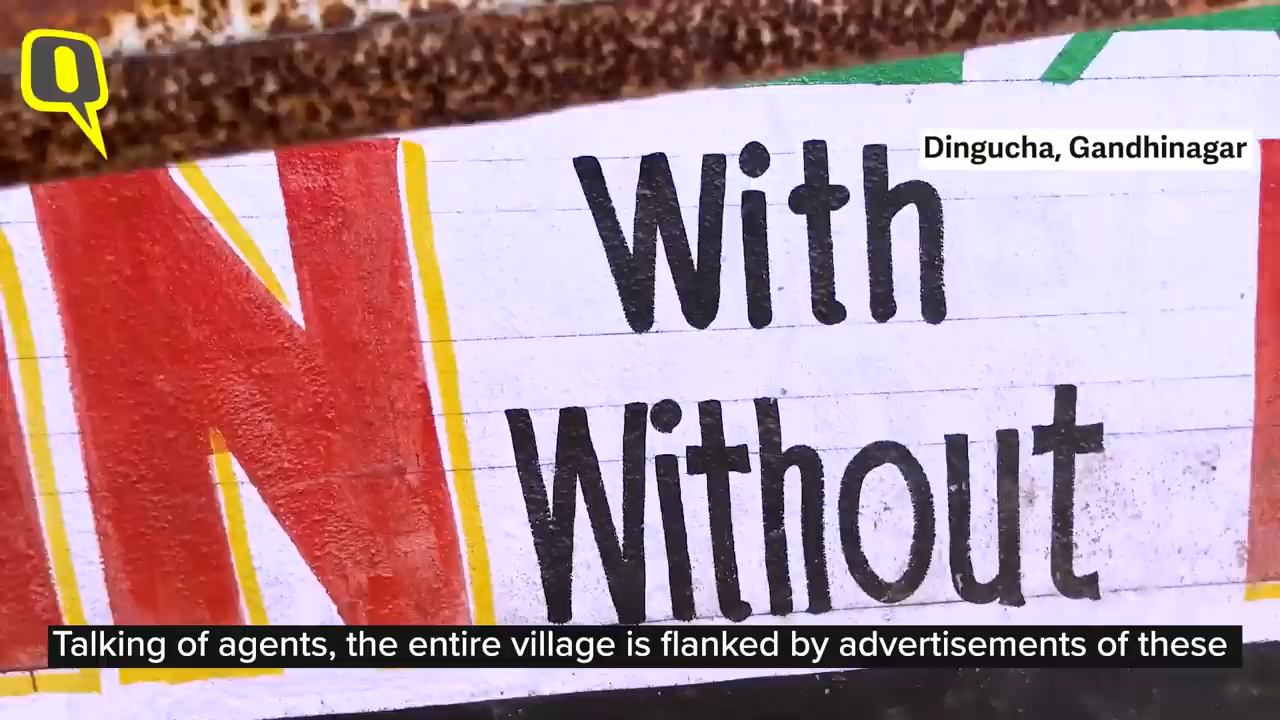 Q
Dingucha, Gandhinagar
N
With
Without
Talking of agents, the entire village is flanked by advertisements of these